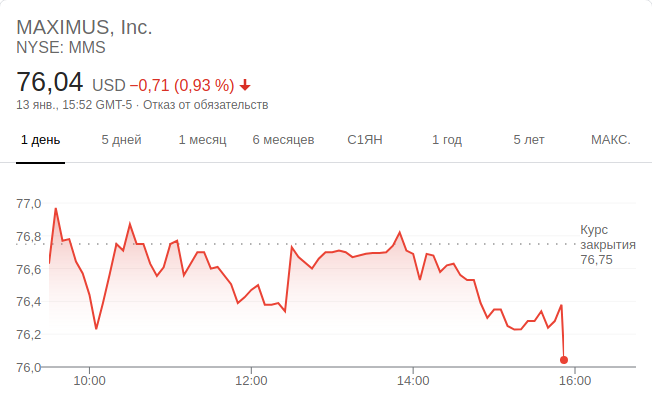 MAXIMUS, Inc.
NYSE: MMS
76,04 USD −0,71 (0,93 %)
13 янв., 15:52 GMT-5 · Отказ от обязательств
1 день 5 дней 1 месяц 6 месяцев С1ЯН 1 год 5 лет МАКС.
77,0
76,8
76,6
76,4
76,2
76,0
Курс
закрытия
76,75
10:00 12:00 14:00 16:00